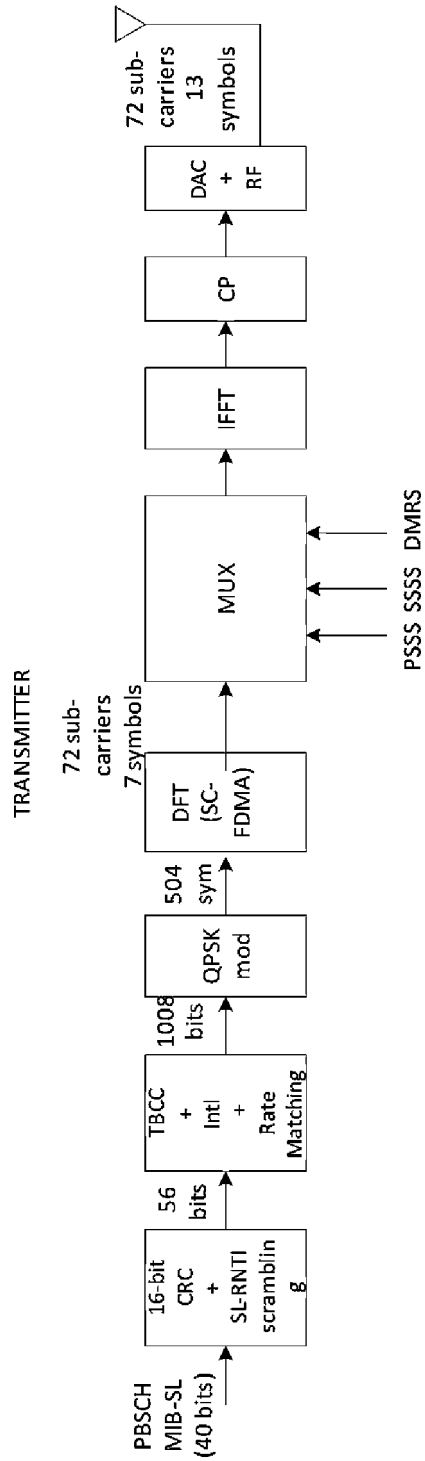 TRANSMITTER
PBSCH
MIB-SL
(40 bits)
16-bit
CRC
+
SL-RNTI
scramblin
g
56
bits
TBCC
+
Intl
+
Rate
Matching
1008
bits
QPSK
mod
504
sym
DFT
(SC-
FDMA)
72 sub-
carriers
7 symbols
MUX
PSSS SSSS DMRS
IFFT
CP
DAC
+
RF
72 sub-
carriers
13
symbols